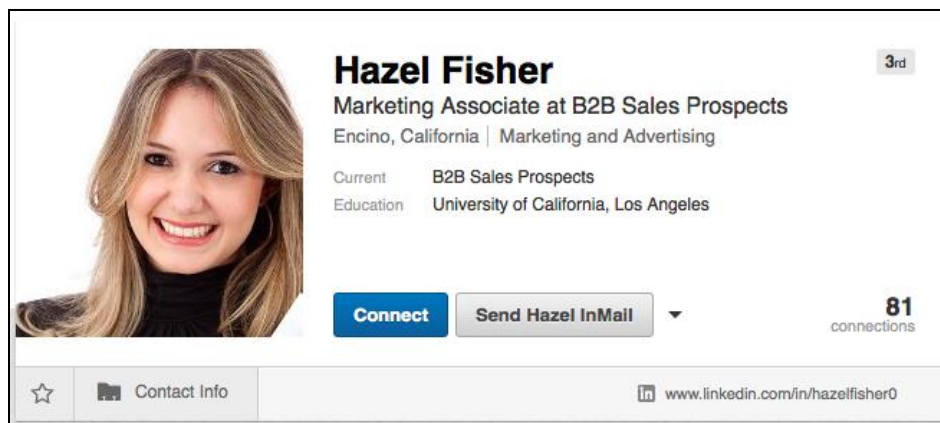 Hazel Fisher
3rd
Marketing Associate at B2B Sales Prospects
Encino, California | Marketing and Advertising
Current B2B Sales Prospects
Education University of California, Los Angeles
Connect Send Hazel InMail 81
connections
Contact Info in www.linkedin.com/in/hazelfisher0